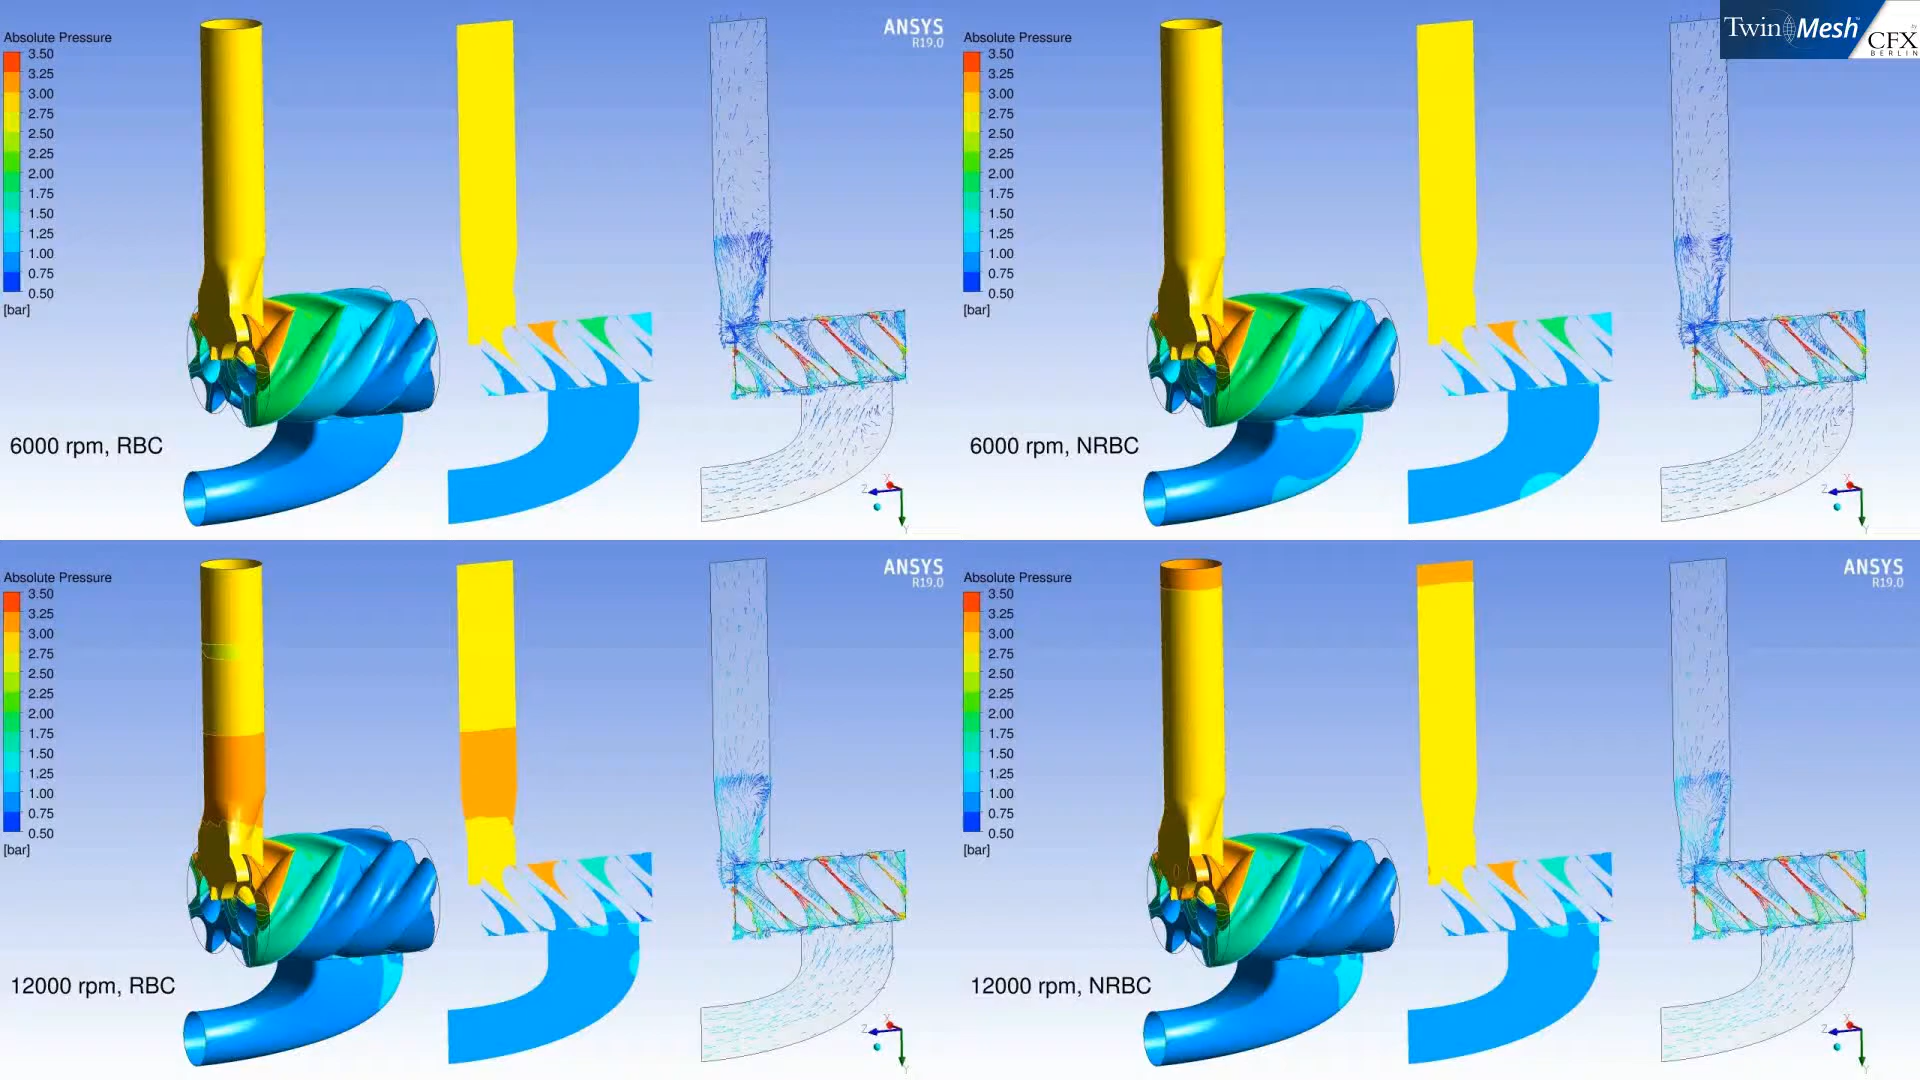 Absolute Pressure
3.50
3.25
3.00
2.75
2.50
2.25
2.00
1.75
1.50
1.25
1.00
0.75
0.50
[bar]
6000 rpm, RBC
ANSYS
R19.0
X
Z
Y
Absolute Pressure
3.50
3.25
3.00
2.75
2.50
2.25
2.00
1.75
1.50
1.25
1.00
0.75
0.50
[bar]
6000 rpm, NRBC
TwinMesh™
CFX
BERLIN
X
Z
Y
Absolute Pressure
3.50
3.25
3.00
2.75
2.50
2.25
2.00
1.75
1.50
1.25
1.00
0.75
0.50
[bar]
12000 rpm, RBC
ANSYS
R19.0
X
Z
Y
Absolute Pressure
3.50
3.25
3.00
2.75
2.50
2.25
2.00
1.75
1.50
1.25
1.00
0.75
0.50
[bar]
12000 rpm, NRBC
ANSYS
R19.0
X
Z
Y